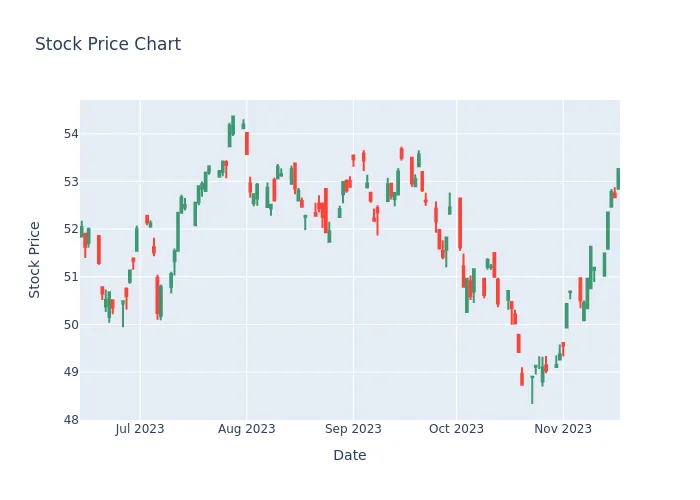 Stock Price Chart
Stock Price
54
53
52
51
50
49
48
Jul 2023
Aug 2023
Sep 2023
Oct 2023
Nov 2023
Date